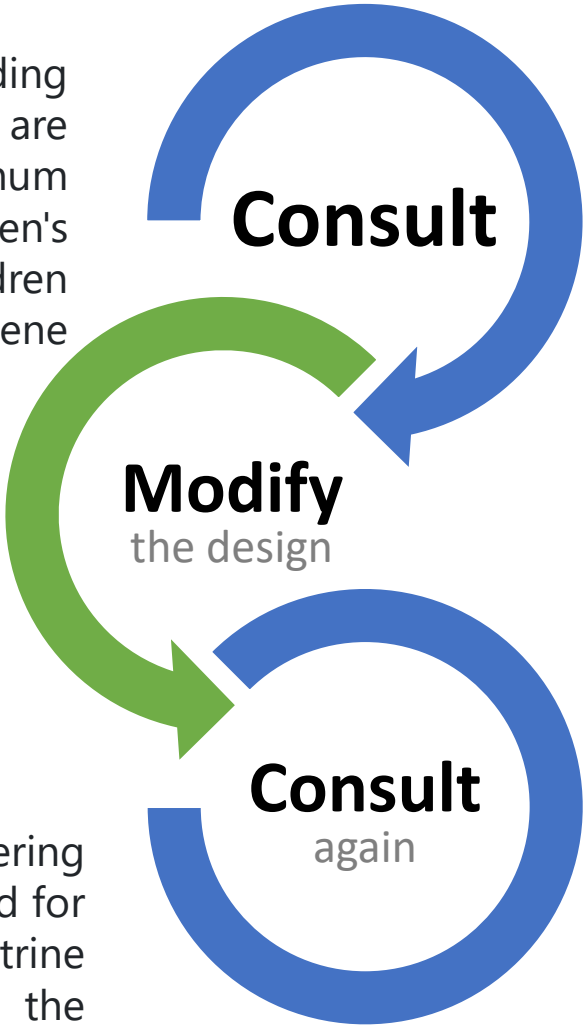 ding
are
num
en's
dren
ene
Consult
Modify
the design
Consult
again
ering
d for
trine
the